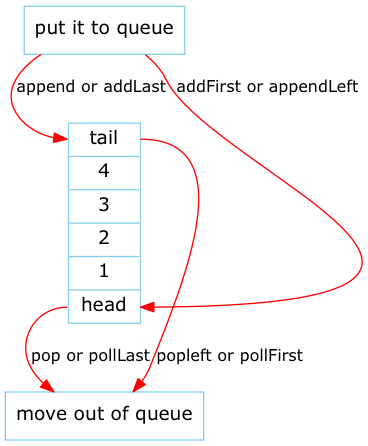 put it to queue
append or addLast addFirst or appendLeft
tail
4
3
2
1
head
pop or pollLast popleft or pollFirst
move out of queue